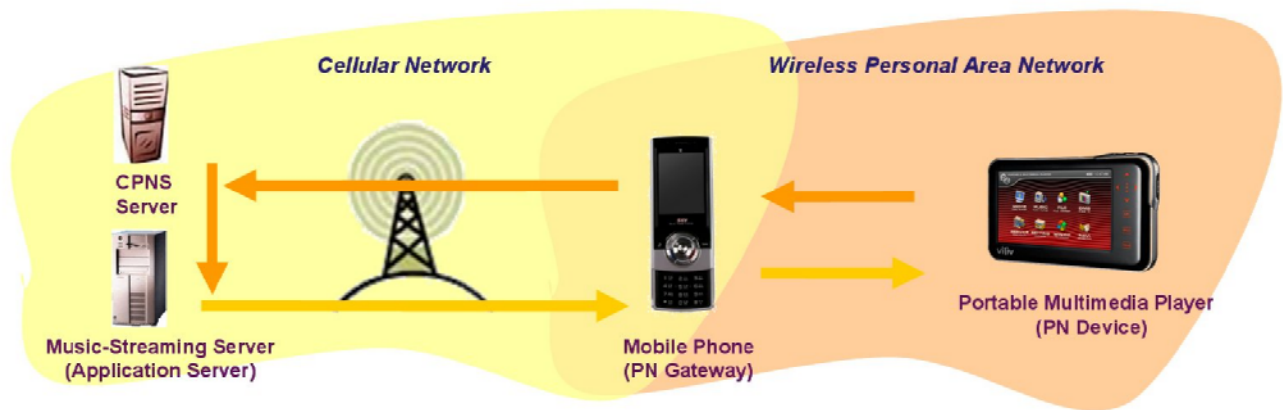 Cellular Network
Wireless Personal Area Network
CPNS
Server
Music-Streaming Server
(Application Server)
Mobile Phone
(PN Gateway)
viliv
Portable Multimedia Player
(PN Device)